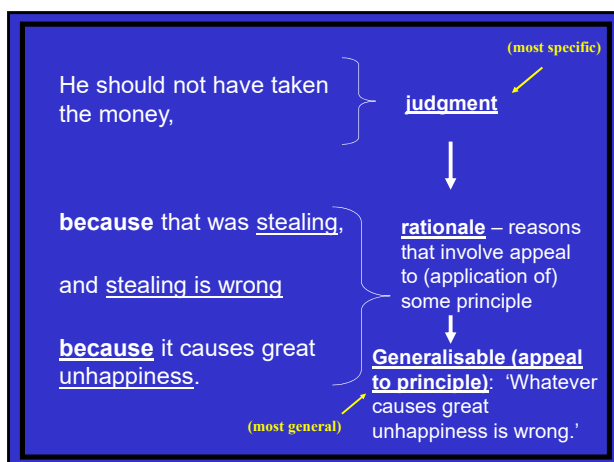 (most specific)
He should not have taken
the money,
judgment
because that was stealing,
and stealing is wrong
because it causes great
unhappiness.
rationale – reasons
that involve appeal
to (application of)
some principle
Generalisable (appeal
to principle): ‘Whatever
causes great
unhappiness is wrong.’
(most general)